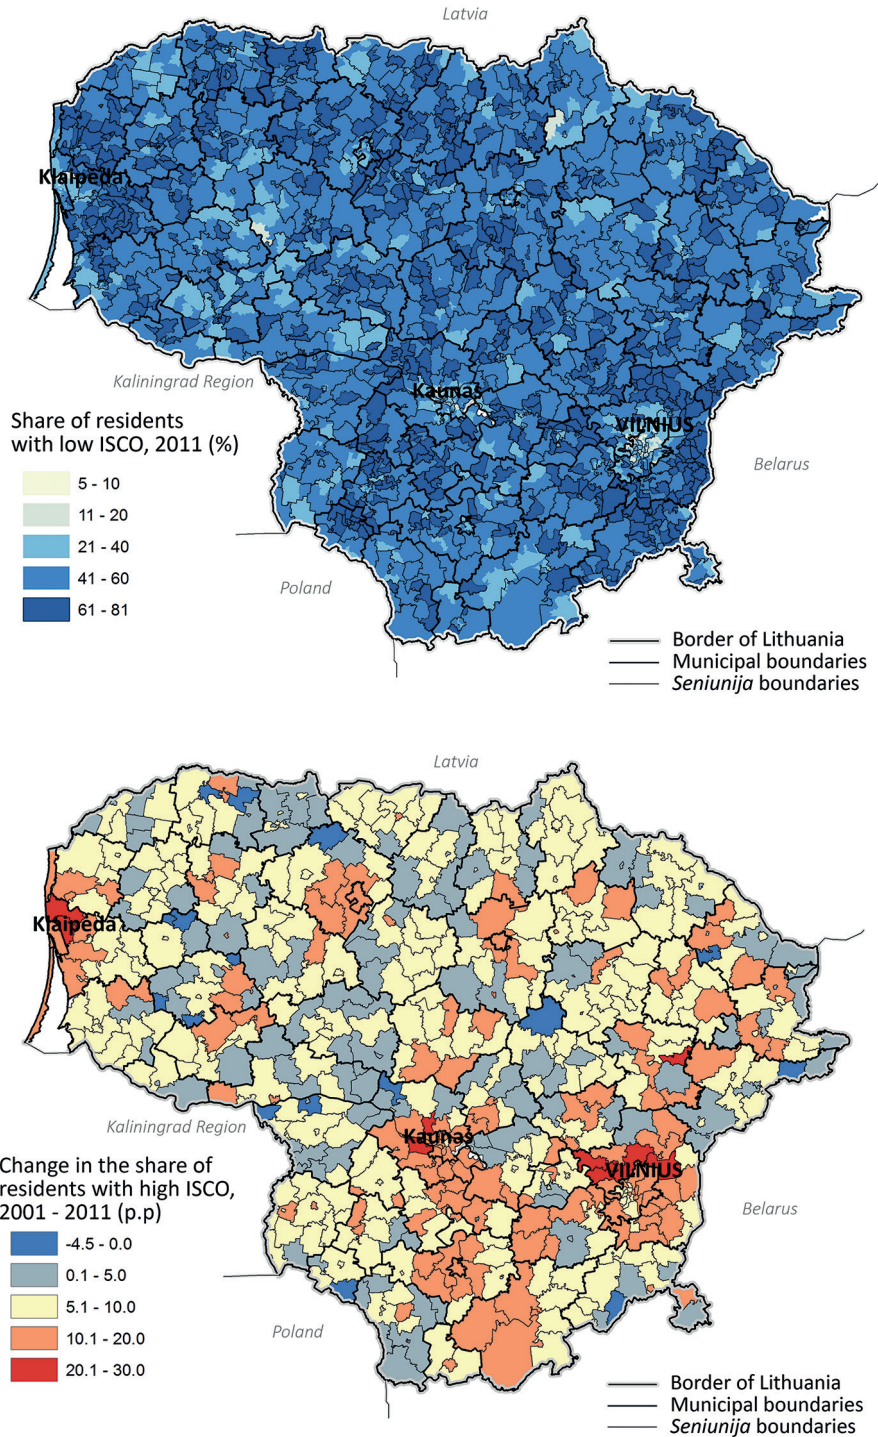 Latvia
Klaipėda
Kaliningrad Region
Kaunas
VILNIUS
Share of residents
with low ISCO, 2011 (%)
5 - 10
11 - 20
21 - 40
41 - 60
61 - 81
Belarus
Poland
Border of Lithuania
Municipal boundaries
Seniunija boundaries
Latvia
Klaipėda
Kaliningrad Region
Kaunas
VILNIUS
Change in the share of
residents with high ISCO,
2001 - 2011 (p.p)
-4.5 - 0.0
0.1 - 5.0
5.1 - 10.0
10.1 - 20.0
20.1 - 30.0
Belarus
Poland
Border of Lithuania
Municipal boundaries
Seniunija boundaries